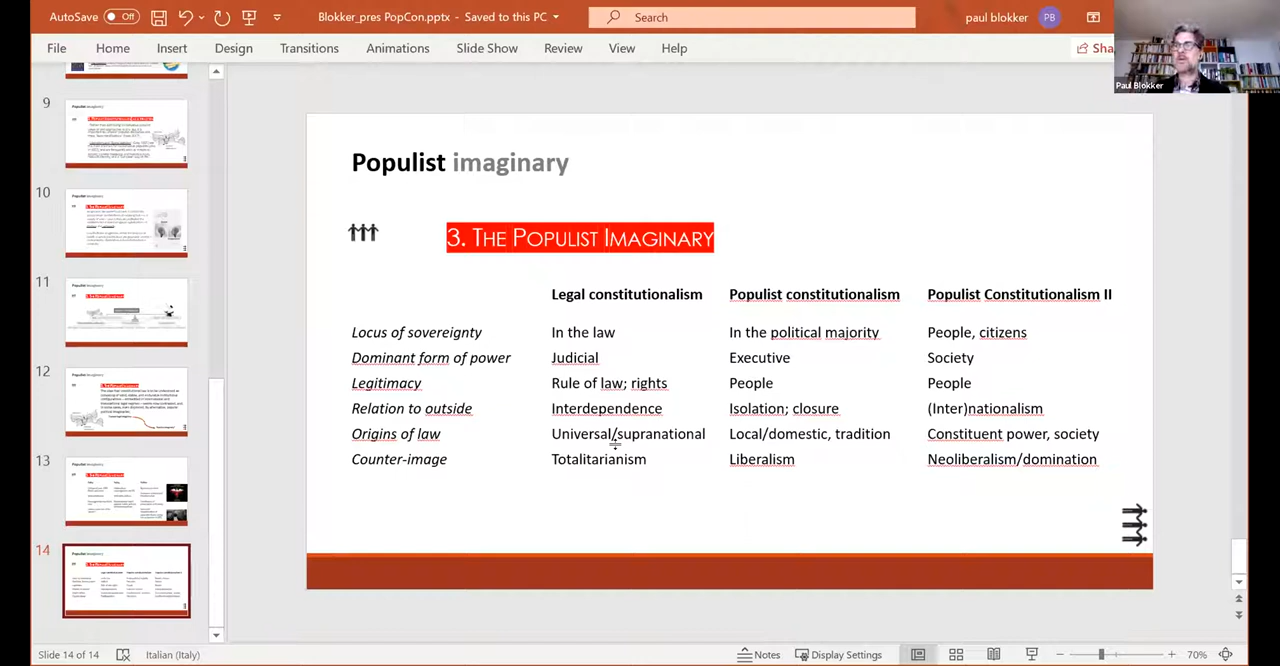 AutoSave Off Blokker_pres PopCon.pptx - Saved to this PC Search paul blokker PB
File Home Insert Design Transitions Animations Slide Show Review View Help Sha
Paul Blokker
9
10
11
12
13
14
Populist imaginary
3. The Populist Imaginary
Legal constitutionalism Populist constitutionalism Populist Constitutionalism II
Locus of sovereignty In the law In the political majority People, citizens
Dominant form of power Judicial Executive Society
Legitimacy Rule of law; rights People People
Relation to outside Interdependence Isolation; closure (Inter)nationalism
Origins of law Universal/supranational Local/domestic, tradition Constituent power, society
Counter-image Totalitarianism Liberalism Neoliberalism/domination
Slide 14 of 14 Italian (Italy) Notes Display Settings 70%